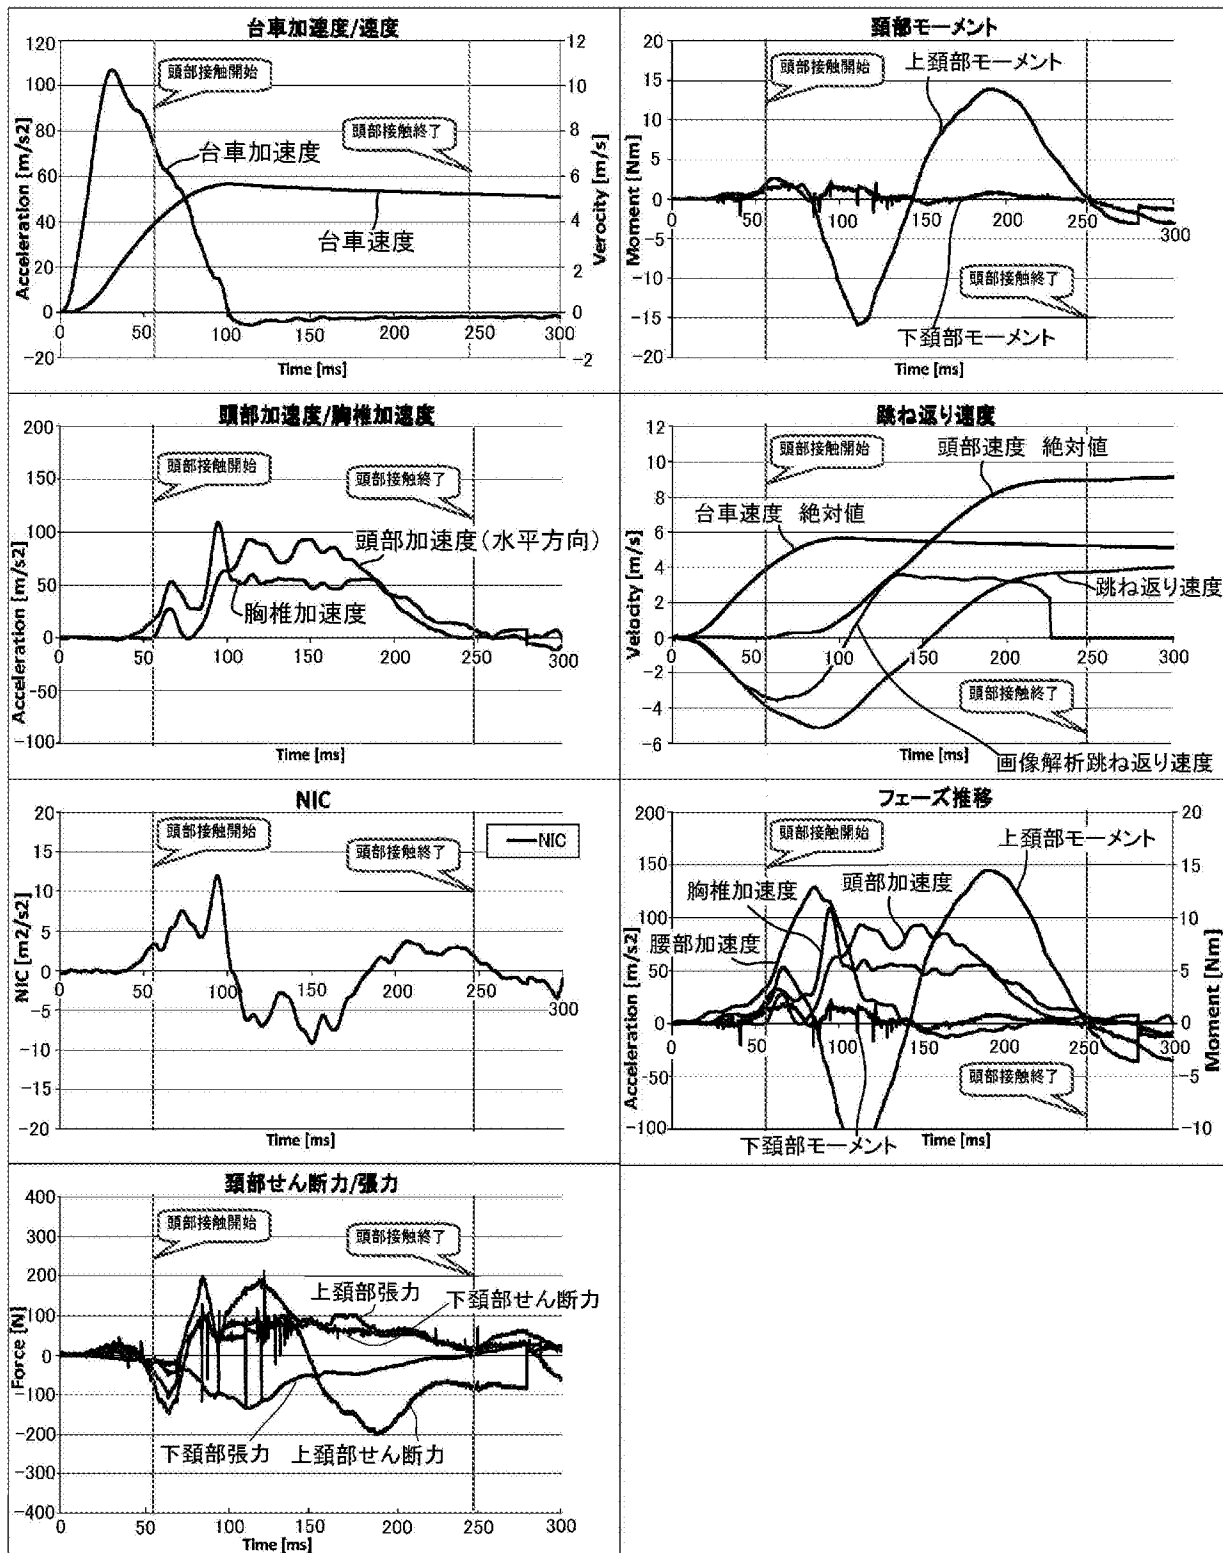 台車加速度/速度
120
100
80
60
40
20
0
−20
Acceleration [m/s2]
12
10
8
6
4
2
0
−2
Verocity [m/s]
頭部接触開始
頭部接触終了
台車加速度
台車速度
0
50
100
150
200
250
300
Time [ms]
頚部モーメント
20
15
10
5
0
−5
−10
−15
−20
Moment [Nm]
頭部接触開始
上頚部モーメント
0
50
100
150
200
250
300
頭部接触終了
下頚部モーメント
Time [ms]
頭部加速度/胸椎加速度
200
150
100
50
0
−50
−100
Acceleration [m/s2]
頭部接触開始
頭部接触終了
頭部加速度(水平方向)
胸椎加速度
0
50
100
150
200
250
300
Time [ms]
跳ね返り速度
12
10
8
6
4
2
0
−2
−4
−6
Velocity [m/s]
頭部接触開始
頭部速度 絶対値
台車速度 絶対値
跳ね返り速度
0
50
100
150
200
250
300
頭部接触終了
画像解析跳ね返り速度
Time [ms]
NIC
20
15
10
5
0
−5
−10
−15
−20
NIC [m2/s2]
頭部接触開始
頭部接触終了
NIC
0
50
100
150
200
250
300
Time [ms]
フェーズ推移
200
150
100
50
0
−50
−100
Acceleration [m/s2]
20
15
10
5
0
−5
−10
Moment [Nm]
頭部接触開始
上頚部モーメント
胸椎加速度
頭部加速度
腰部加速度
0
50
100
150
200
250
300
頭部接触終了
下頚部モーメント
Time [ms]
頚部せん断力/張力
400
300
200
100
0
−100
−200
−300
−400
Force [N]
頭部接触開始
頭部接触終了
上頚部張力
下頚部せん断力
下頚部張力
上頚部せん断力
0
50
100
150
200
250
300
Time [ms]